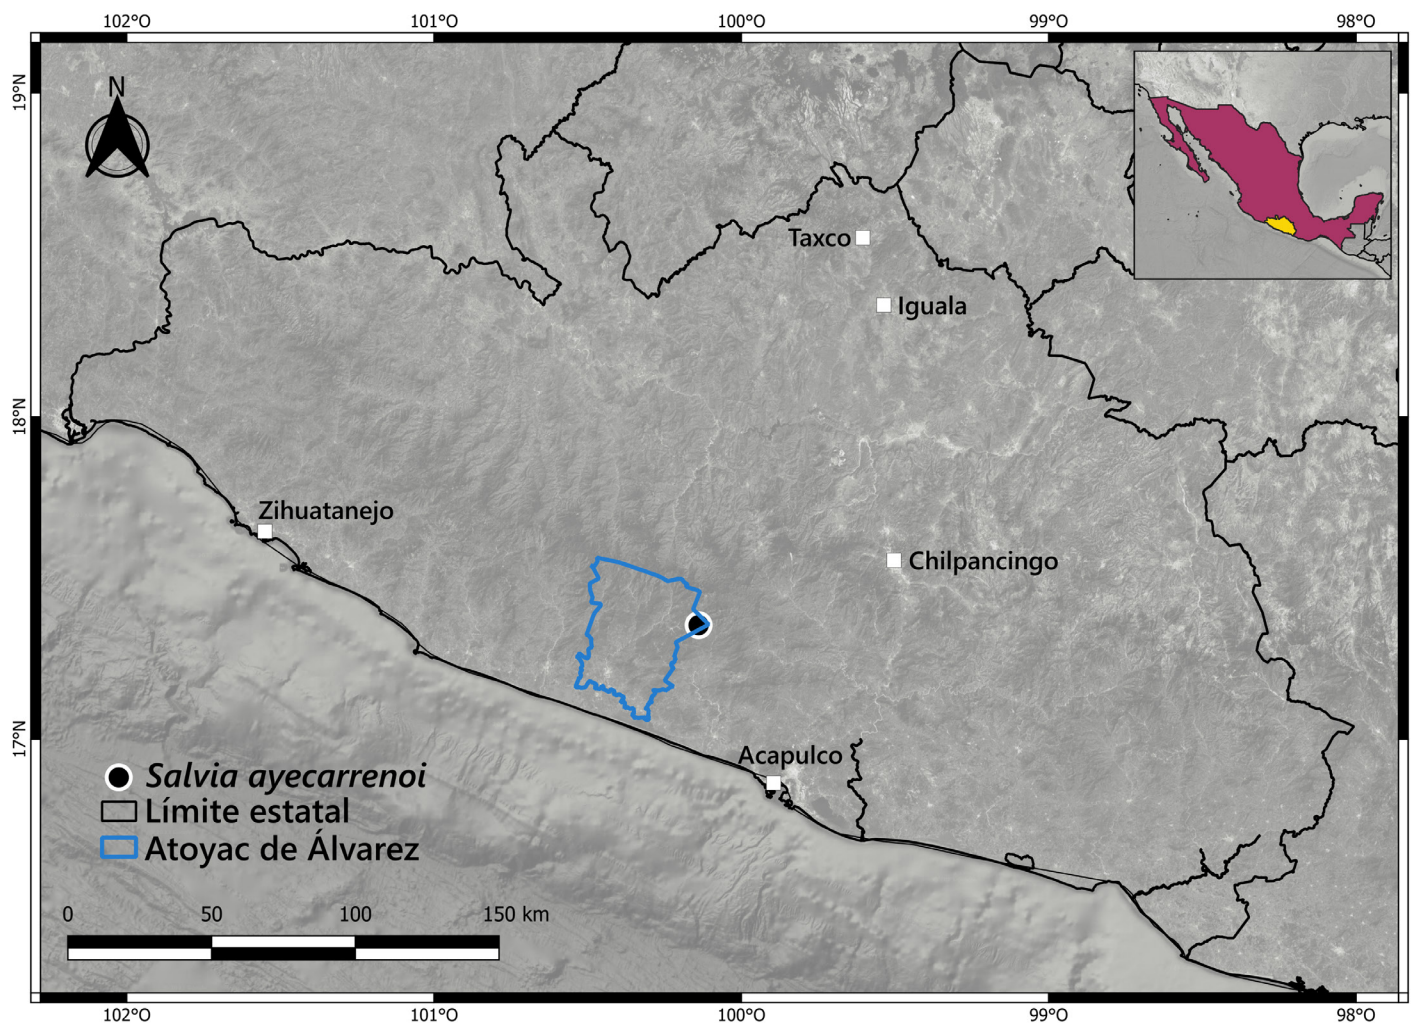 102°O 101°O 100°O 99°O 98°O
19°N
N
Taxco
Iguala
18°N
Zihuatanejo
Chilpancingo
17°N
Acapulco
Salvia ayecarrenoi
Límite estatal
Atoyac de Álvarez
0 50 100 150 km
102°O 101°O 100°O 99°O 98°O